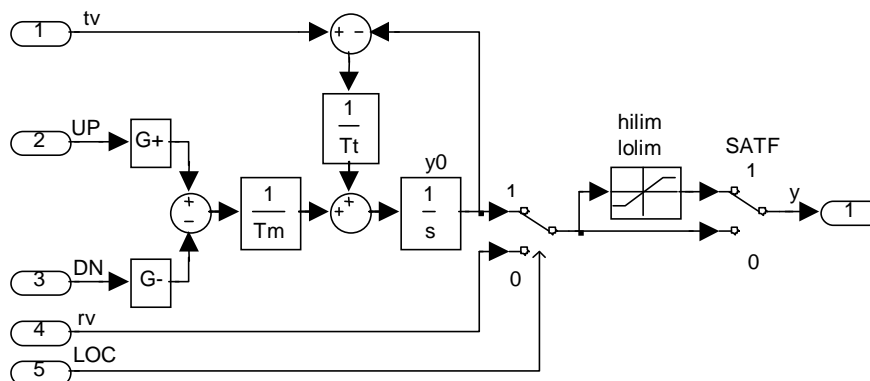 1 tv
+ −
1
Tt
2 UP
G+
hilim
lolim
SATF
y0
1
1
+
−
1
Tm
+ +
1
s
y
1
3 DN
G-
0
0
4 rv
5 LOC